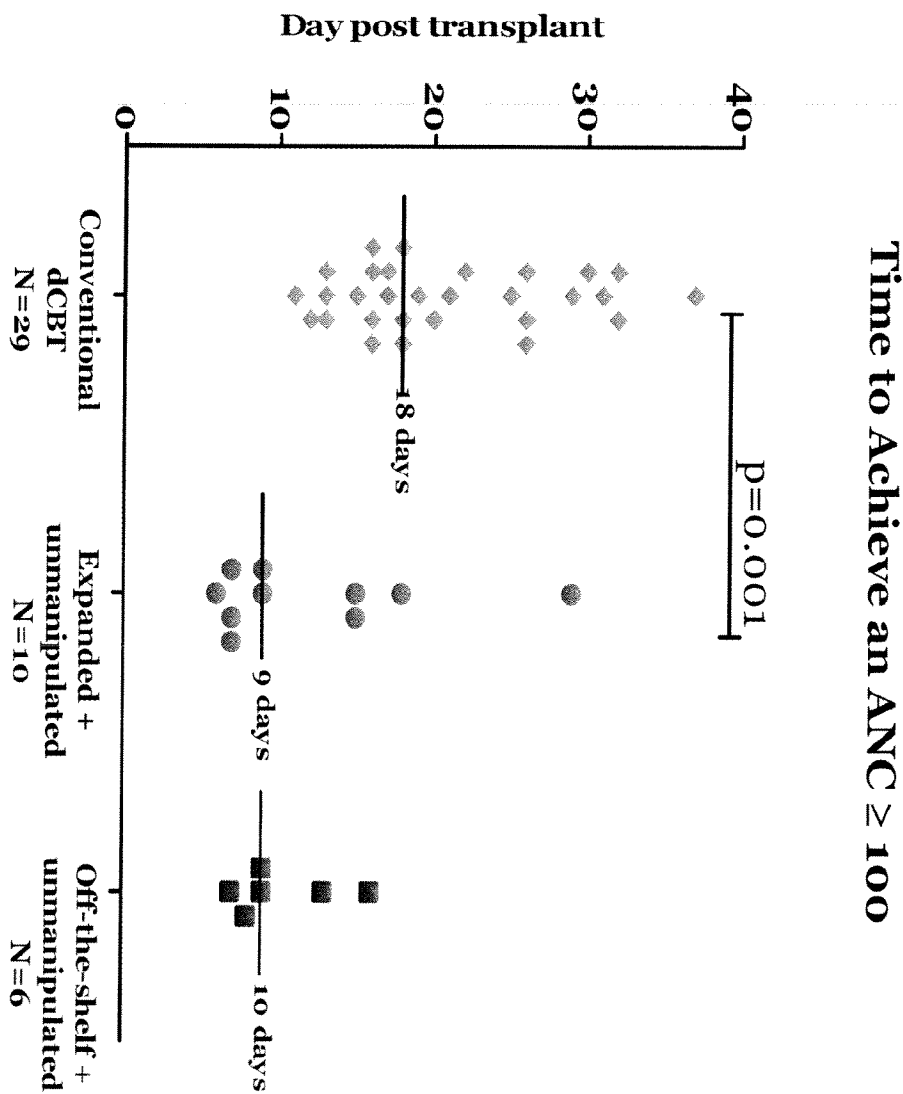 Time to Achieve an ANC ≥ 100
p=0.001
Day post transplant
40
30
20
10
0
18 days
9 days
10 days
Conventional
dCBT
N=29
Expanded +
unmanipulated
N=10
Off-the-shelf +
unmanipulated
N=6